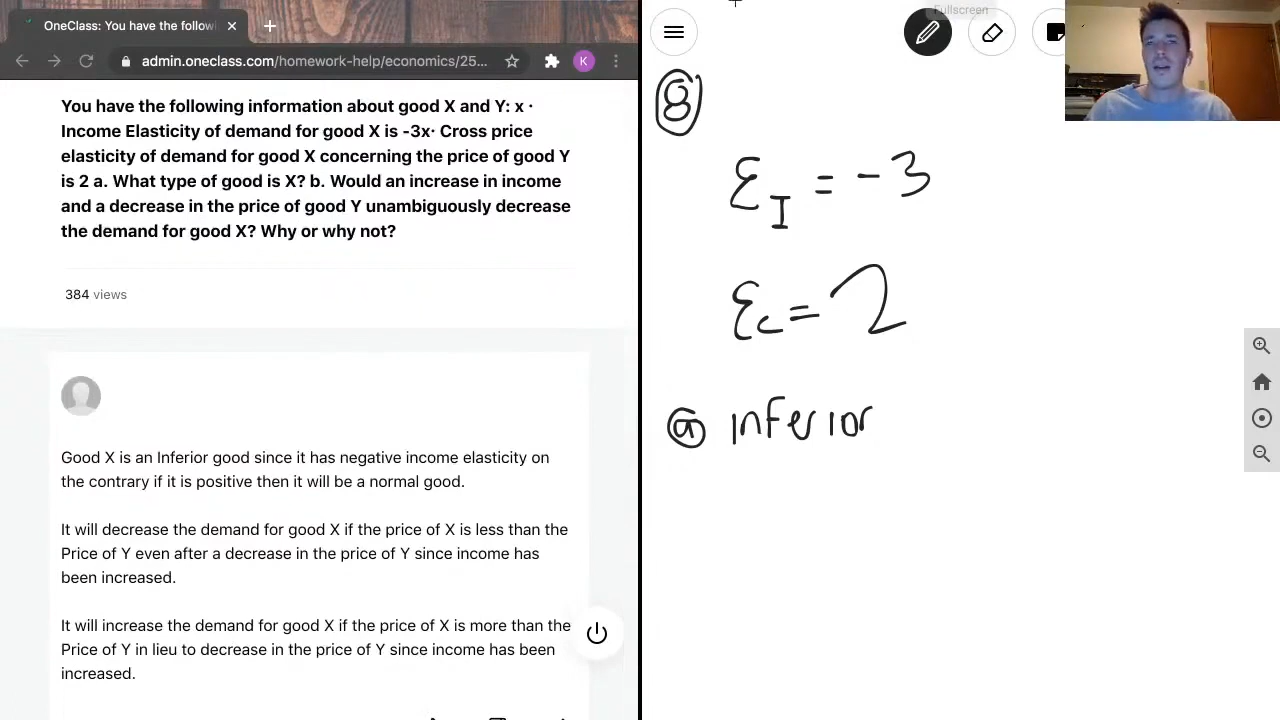 OneClass: You have the followi
admin.oneclass.com/homework-help/economics/25...
K
You have the following information about good X and Y: x ·
Income Elasticity of demand for good X is -3x· Cross price
elasticity of demand for good X concerning the price of good Y
is 2 a. What type of good is X? b. Would an increase in income
and a decrease in the price of good Y unambiguously decrease
the demand for good X? Why or why not?
384 views
Good X is an Inferior good since it has negative income elasticity on
the contrary if it is positive then it will be a normal good.
It will decrease the demand for good X if the price of X is less than the
Price of Y even after a decrease in the price of Y since income has
been increased.
It will increase the demand for good X if the price of X is more than the
Price of Y in lieu to decrease in the price of Y since income has been
increased.
Fullscreen
8
ℰI = -3
ℰc = 2
a inferior